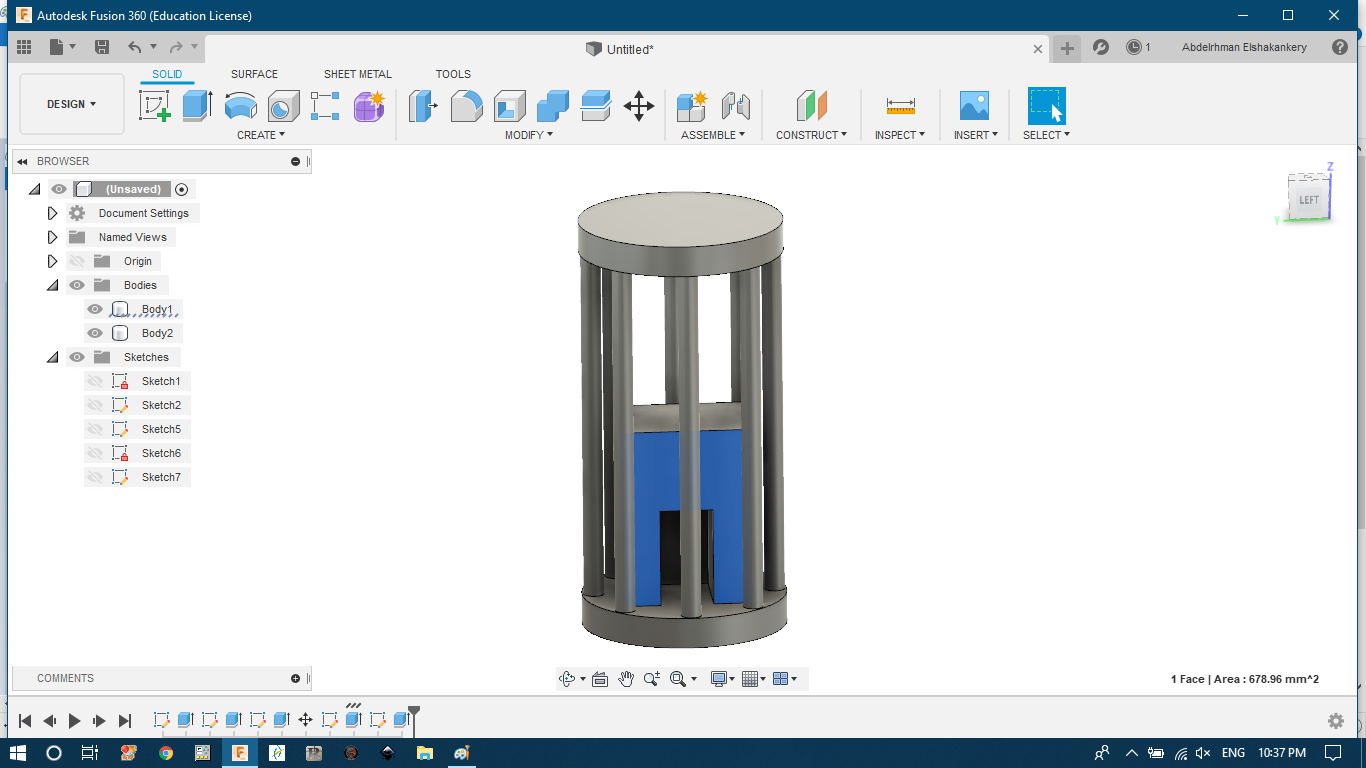 Autodesk Fusion 360 (Education License)
Untitled*
1
Abdelrhman Elshakankery
SOLID
SURFACE
SHEET METAL
TOOLS
DESIGN
CREATE
MODIFY
ASSEMBLE
CONSTRUCT
INSPECT
INSERT
SELECT
BROWSER
(Unsaved)
Document Settings
Named Views
Origin
Bodies
Body1
Body2
Sketches
Sketch1
Sketch2
Sketch5
Sketch6
Sketch7
Z
LEFT
Y
COMMENTS
1 Face | Area : 678.96 mm^2
ENG
10:37 PM